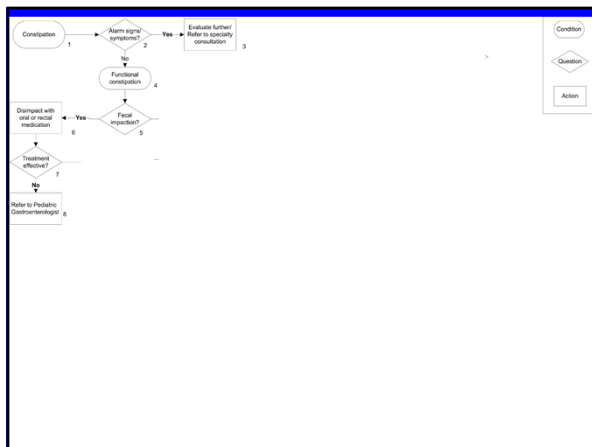 Constipation
1
Alarm signs/
symptoms?
2
Yes
Evaluate further/
Refer to specialty
consultation
3
No
Functional
constipation
4
Fecal
impaction?
5
Yes
Disimpact with
oral or rectal
medication
6
Treatment
effective?
7
No
Refer to Pediatric
Gastroenterologist
8
>
Condition
Question
Action